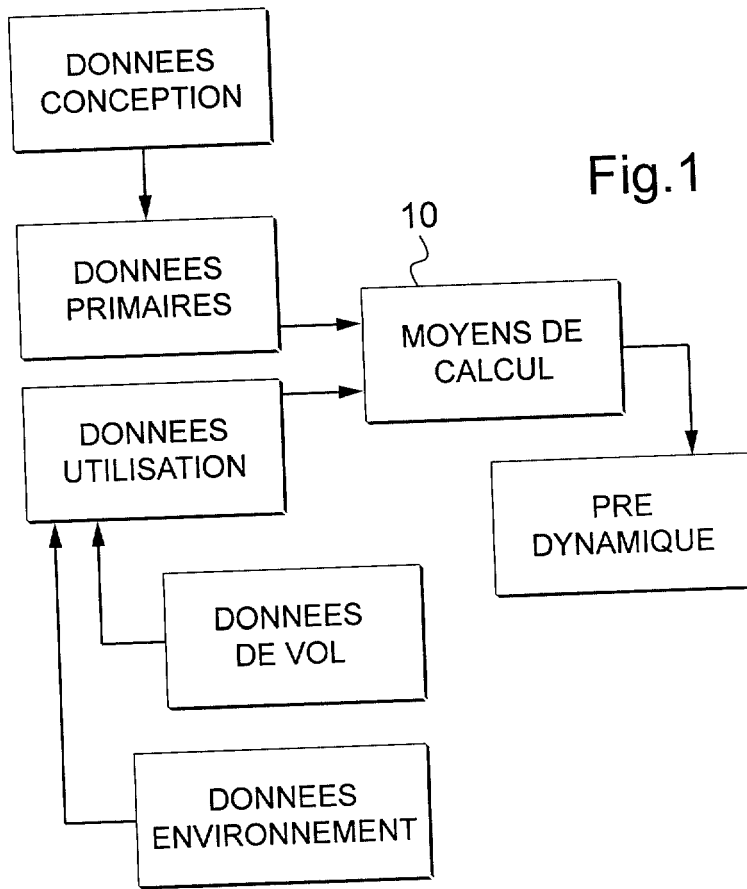 DONNEES
CONCEPTION
Fig.1
10
DONNEES
PRIMAIRES
MOYENS DE
CALCUL
DONNEES
UTILISATION
PRE
DYNAMIQUE
DONNEES
DE VOL
DONNEES
ENVIRONNEMENT